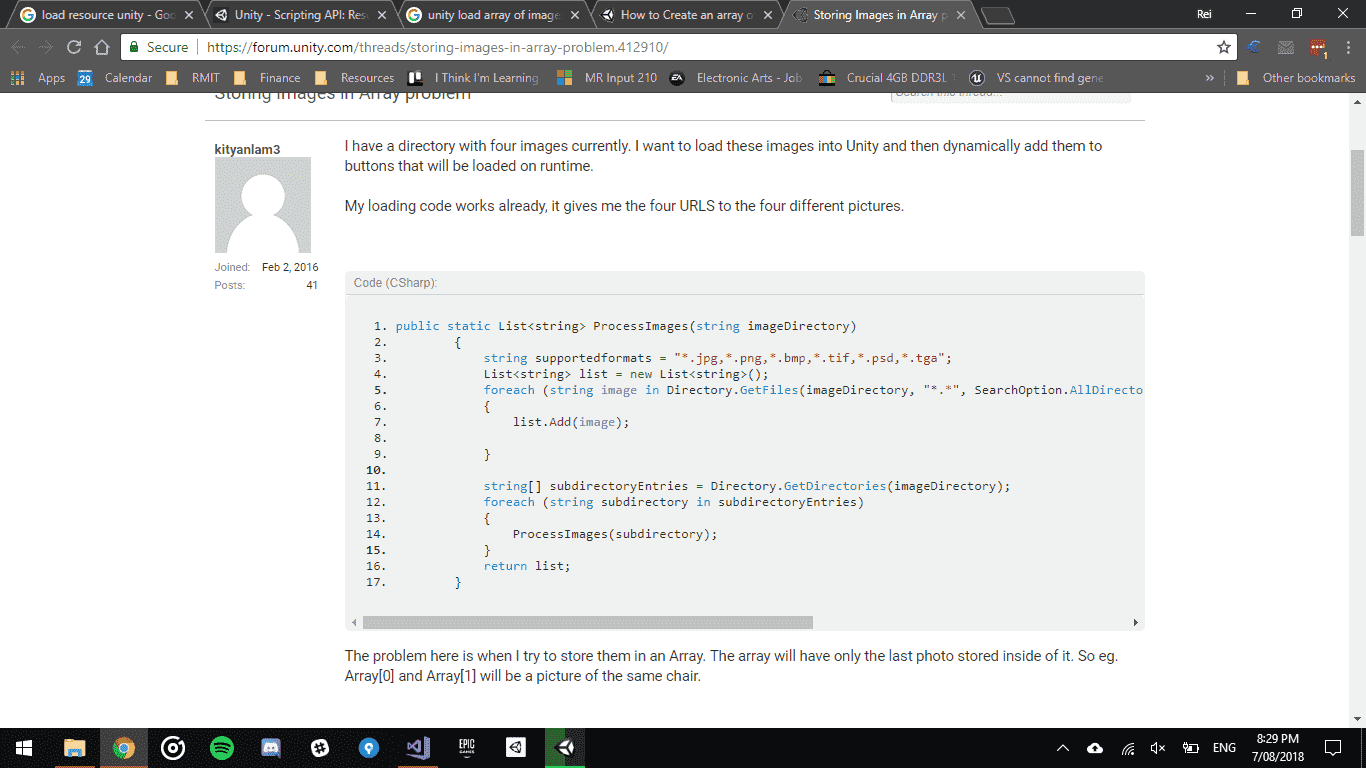 load resource unity - Goo
Unity - Scripting API: Res
unity load array of image
How to Create an array o
Storing Images in Array p
Rei
Secure
https://forum.unity.com/threads/storing-images-in-array-problem.412910/
Apps
29
Calendar
RMIT
Finance
Resources
I Think I'm Learning
MR Input 210
EA
Electronic Arts - Job
Crucial 4GB DDR3L
VS cannot find gene
»
Other bookmarks
1
Storing Images in Array problem
Search this thread...
kityanlam3
Joined: Feb 2, 2016
Posts: 41
I have a directory with four images currently. I want to load these images into Unity and then dynamically add them to
buttons that will be loaded on runtime.
My loading code works already, it gives me the four URLS to the four different pictures.
Code (CSharp):
1. public static List<string> ProcessImages(string imageDirectory)
2. {
3. string supportedformats = "*.jpg,*.png,*.bmp,*.tif,*.psd,*.tga";
4. List<string> list = new List<string>();
5. foreach (string image in Directory.GetFiles(imageDirectory, "*.*", SearchOption.AllDirecto
6. {
7. list.Add(image);
8.
9. }
10.
11. string[] subdirectoryEntries = Directory.GetDirectories(imageDirectory);
12. foreach (string subdirectory in subdirectoryEntries)
13. {
14. ProcessImages(subdirectory);
15. }
16. return list;
17. }
The problem here is when I try to store them in an Array. The array will have only the last photo stored inside of it. So eg.
Array[0] and Array[1] will be a picture of the same chair.
EPIC
GAMES
ENG
8:29 PM
7/08/2018